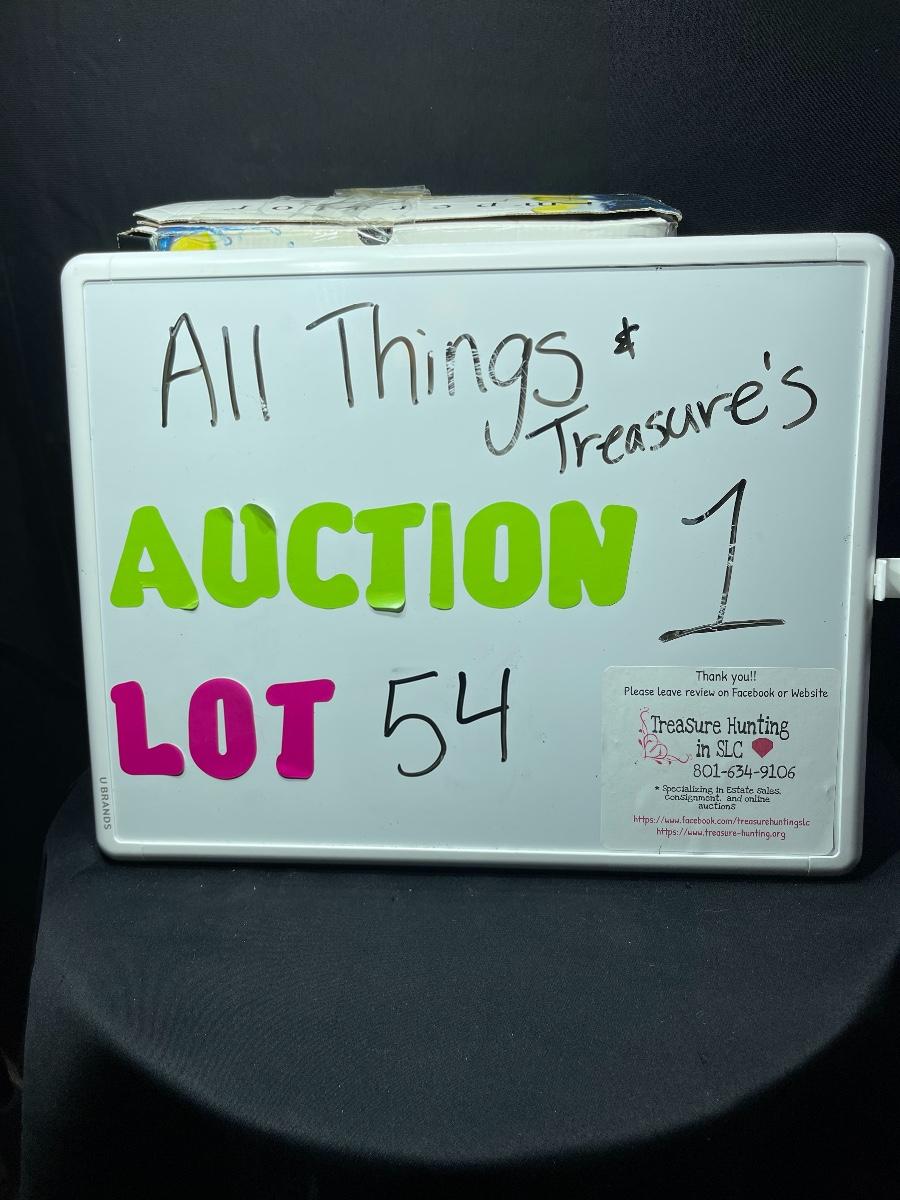 All Things &
Treasure's
AUCTION 1
LOT 54
Thank you!!
Please leave review on Facebook or Website
Treasure Hunting
in SLC
801-634-9106
* Specializing in Estate sales,
Consignment, and online
auctions
https://www.facebook.com/treasurehuntingslc
https://www.treasure-hunting.org
U BRANDS